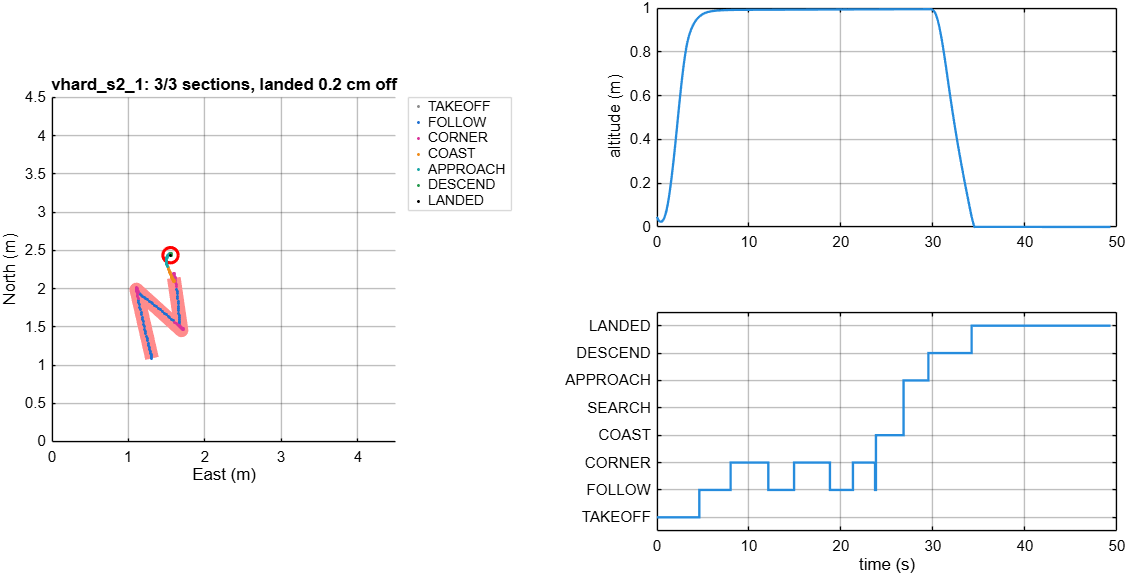 vhard_s2_1: 3/3 sections, landed 0.2 cm off
4.5
4
3.5
3
2.5
2
1.5
1
0.5
0
North (m)
0
1
2
3
4
East (m)
TAKEOFF
FOLLOW
CORNER
COAST
APPROACH
DESCEND
LANDED
1
0.8
0.6
0.4
0.2
0
altitude (m)
0
10
20
30
40
50
LANDED
DESCEND
APPROACH
SEARCH
COAST
CORNER
FOLLOW
TAKEOFF
0
10
20
30
40
50
time (s)